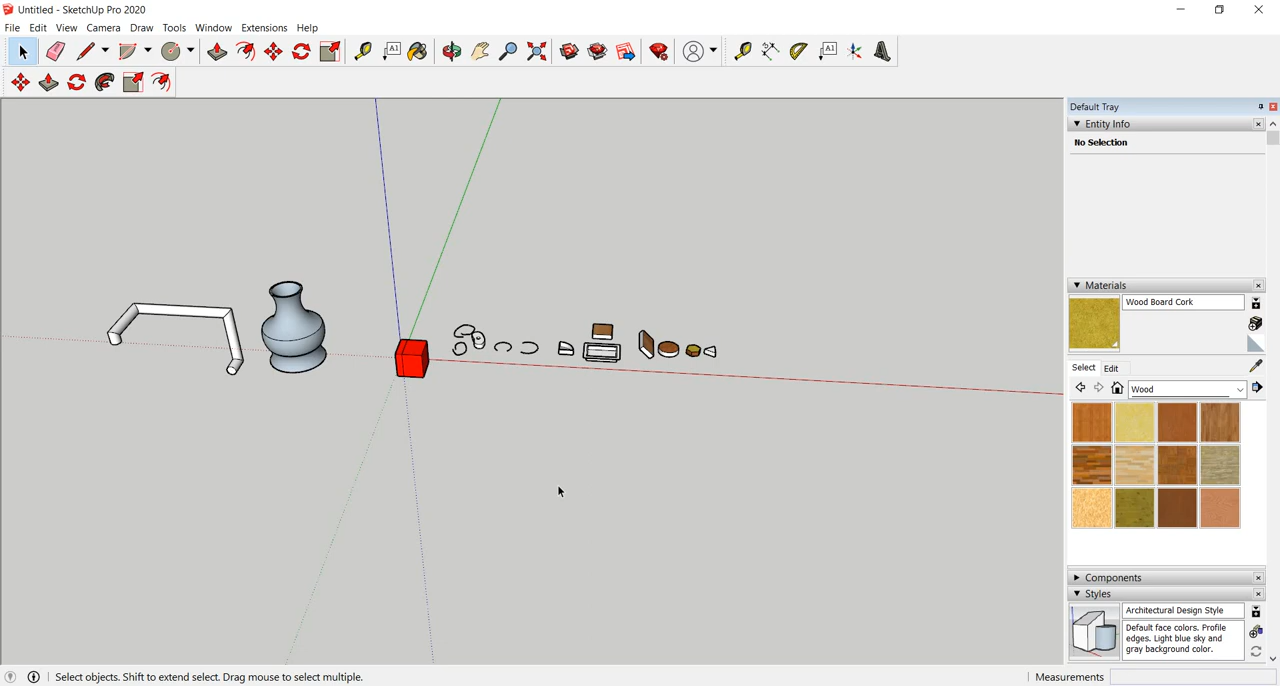 Untitled - SketchUp Pro 2020
File Edit View Camera Draw Tools Window Extensions Help
A1
A1
Default Tray
Entity Info
No Selection
Materials
Wood Board Cork
Select Edit
Wood
Components
Styles
Architectural Design Style
Default face colors. Profile
edges. Light blue sky and
gray background color.
Select objects. Shift to extend select. Drag mouse to select multiple.
Measurements